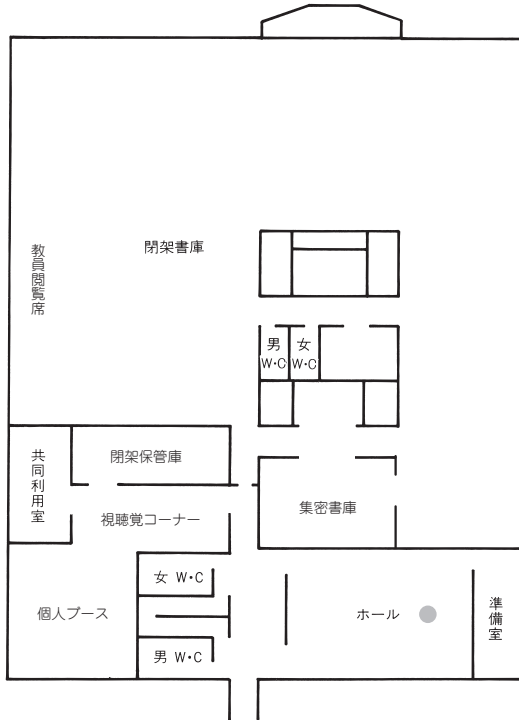 閉架書庫
教員閲覧席
男
W・C
女
W・C
共同利用室
閉架保管庫
視聴覚コーナー
集密書庫
女 W・C
個人ブース
男 W・C
ホール
準備室